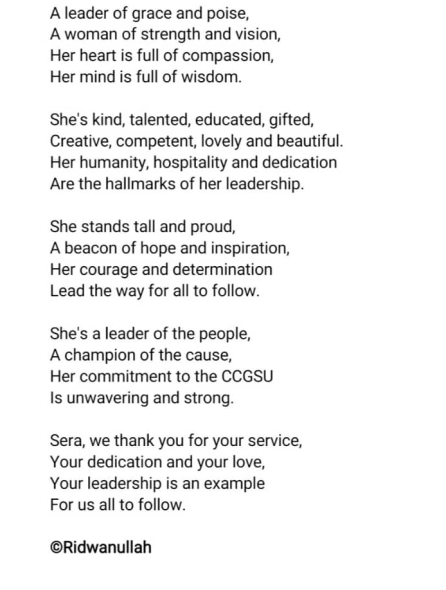 A leader of grace and poise,
A woman of strength and vision,
Her heart is full of compassion,
Her mind is full of wisdom.

She's kind, talented, educated, gifted,
Creative, competent, lovely and beautiful.
Her humanity, hospitality and dedication
Are the hallmarks of her leadership.

She stands tall and proud,
A beacon of hope and inspiration,
Her courage and determination
Lead the way for all to follow.

She's a leader of the people,
A champion of the cause,
Her commitment to the CCGSU
Is unwavering and strong.

Sera, we thank you for your service,
Your dedication and your love,
Your leadership is an example
For us all to follow.

©Ridwanullah